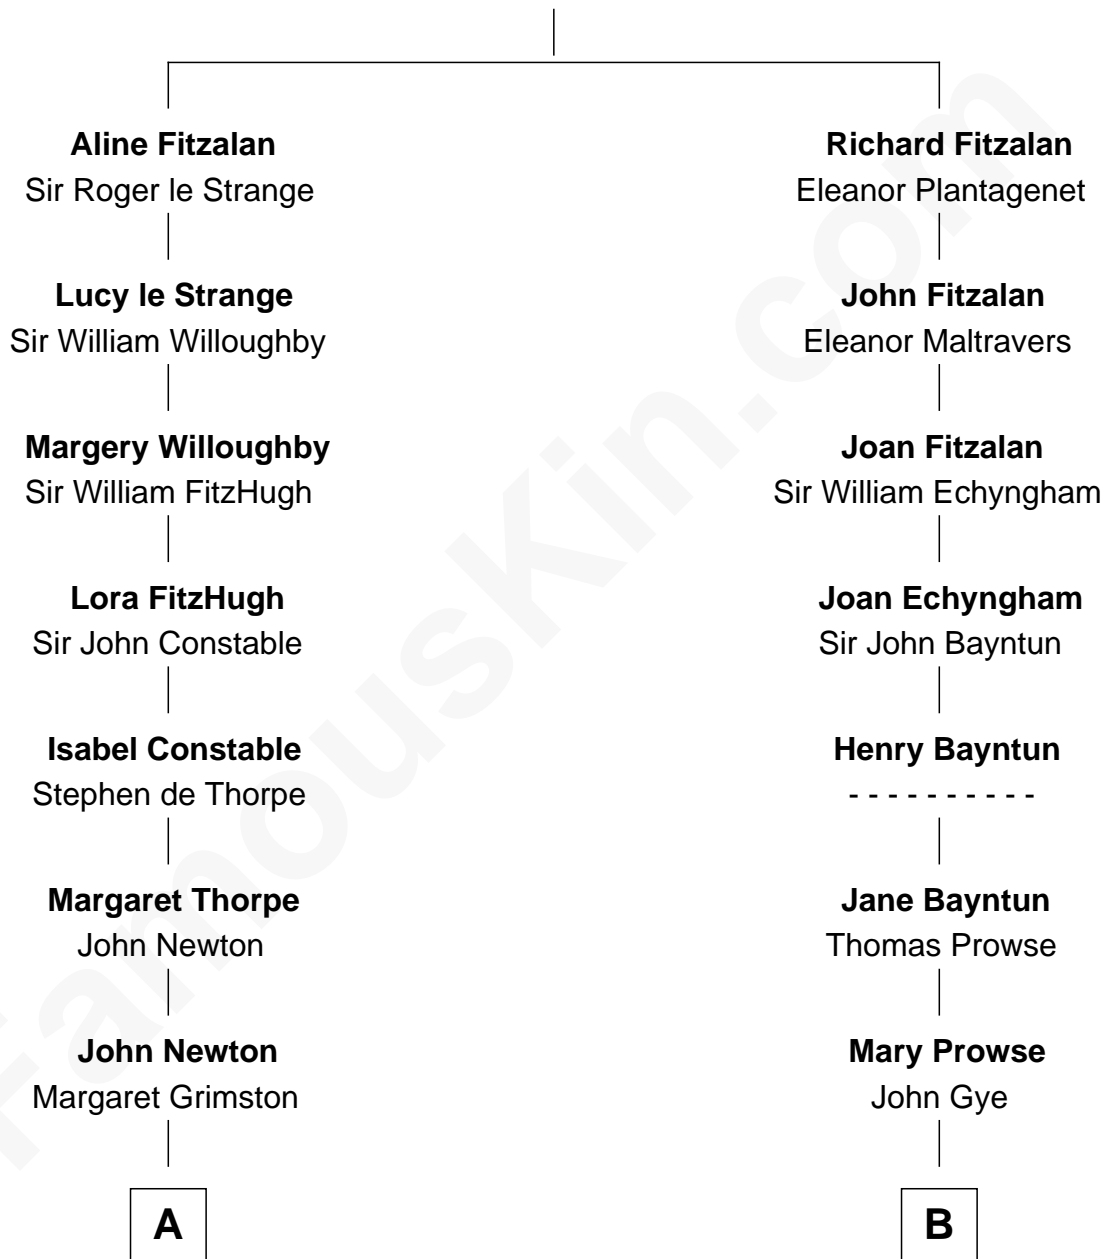 Aline Fitzalan
Sir Roger le Strange
Lucy le Strange
Sir William Willoughby
Margery Willoughby
Sir William FitzHugh
Lora FitzHugh
Sir John Constable
Isabel Constable
Stephen de Thorpe
Margaret Thorpe
John Newton
John Newton
Margaret Grimston
A
Richard Fitzalan
Eleanor Plantagenet
John Fitzalan
Eleanor Maltravers
Joan Fitzalan
Sir William Echyngham
Joan Echyngham
Sir John Bayntun
Henry Bayntun
- - - - - - - - - -
Jane Bayntun
Thomas Prowse
Mary Prowse
John Gye
B
FamousKin.com